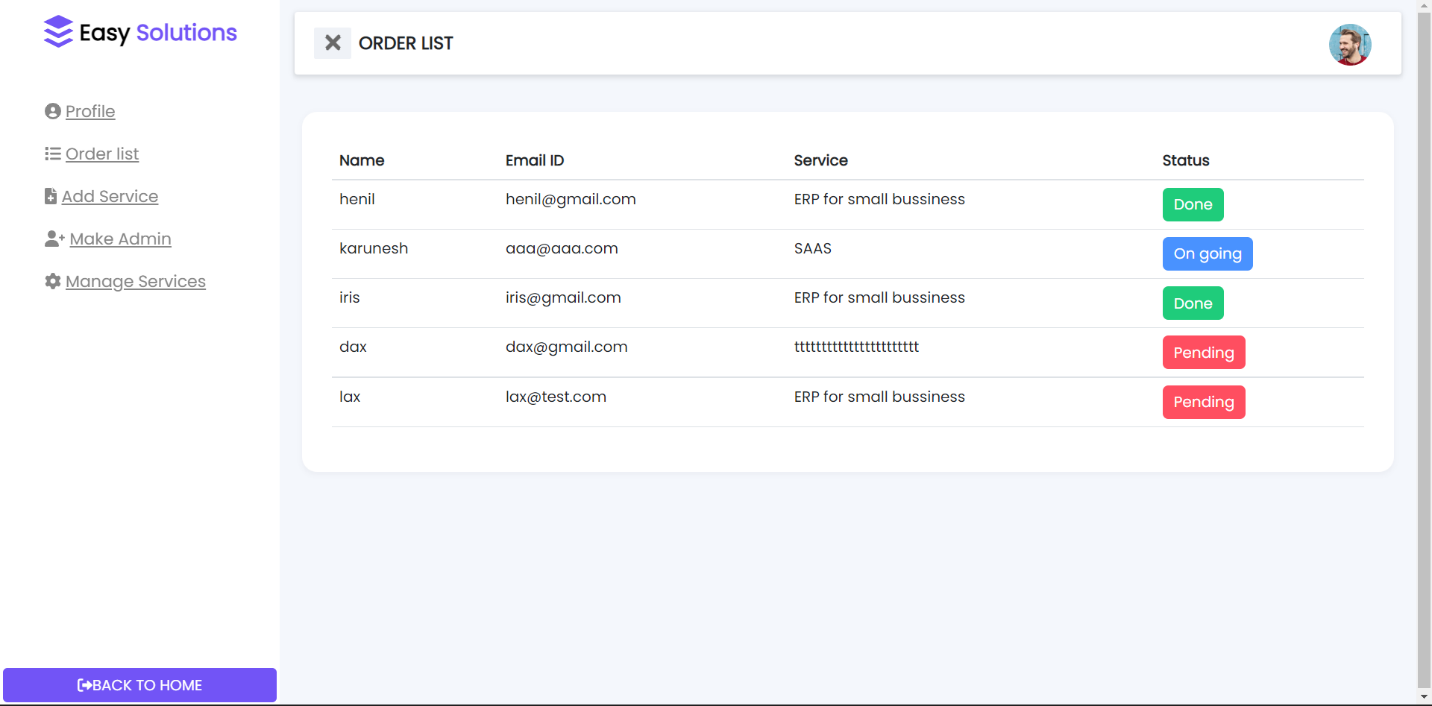 Easy Solutions
ORDER LIST
Profile
Order list
Add Service
Make Admin
Manage Services
BACK TO HOME
Name Email ID Service Status
henil henil@gmail.com ERP for small bussiness Done
karunesh aaa@aaa.com SAAS On going
iris iris@gmail.com ERP for small bussiness Done
dax dax@gmail.com ttttttttttttttttttttttt Pending
lax lax@test.com ERP for small bussiness Pending